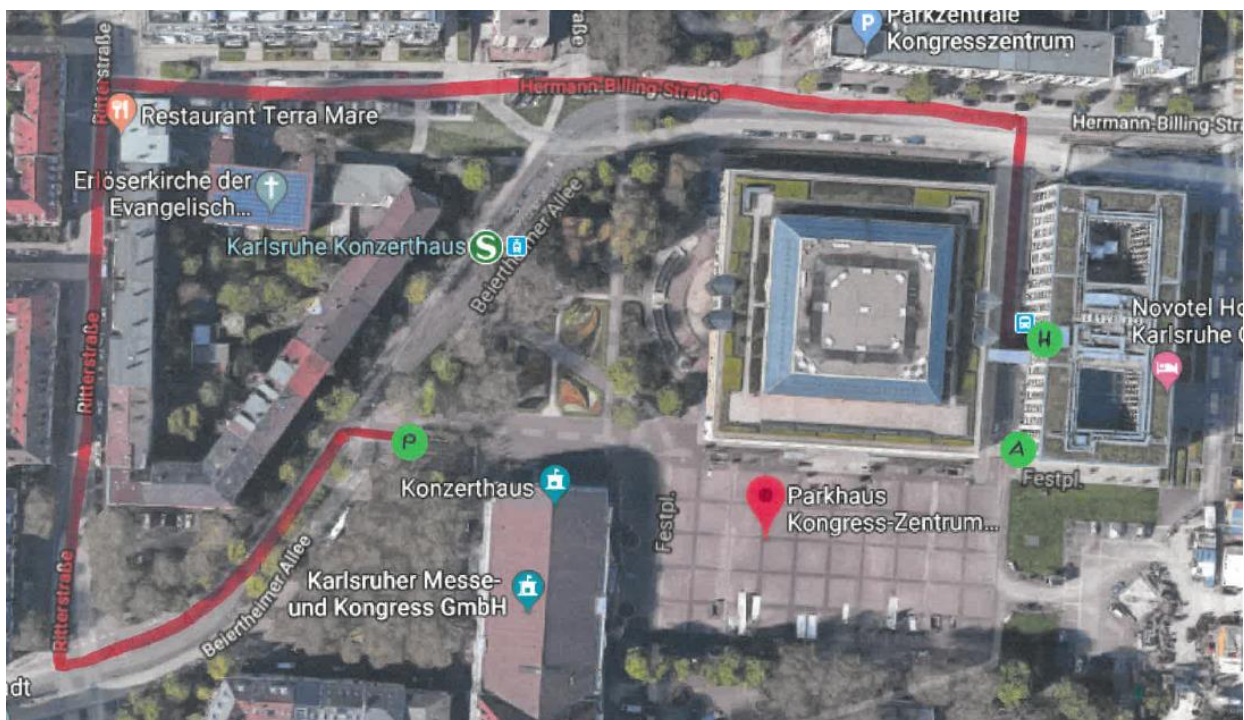 Parkzentrale
Kongresszentrum
P
straße
Ritterstraße
Hermann-Billing-Straße
Restaurant Terra Mare
Hermann-Billing-Stra
Erlöserkirche der
Evangelisch...
Karlsruhe Konzerthaus
S
Beiertheimer Allee
Novotel Ho
Karlsruhe C
H
Ritterstraße
P
A
Festpl.
Konzerthaus
Parkhaus
Kongress-Zentrum...
Festpl.
Karlsruher Messe-
und Kongress GmbH
Beiertheimer Allee
Ritterstraße
dt